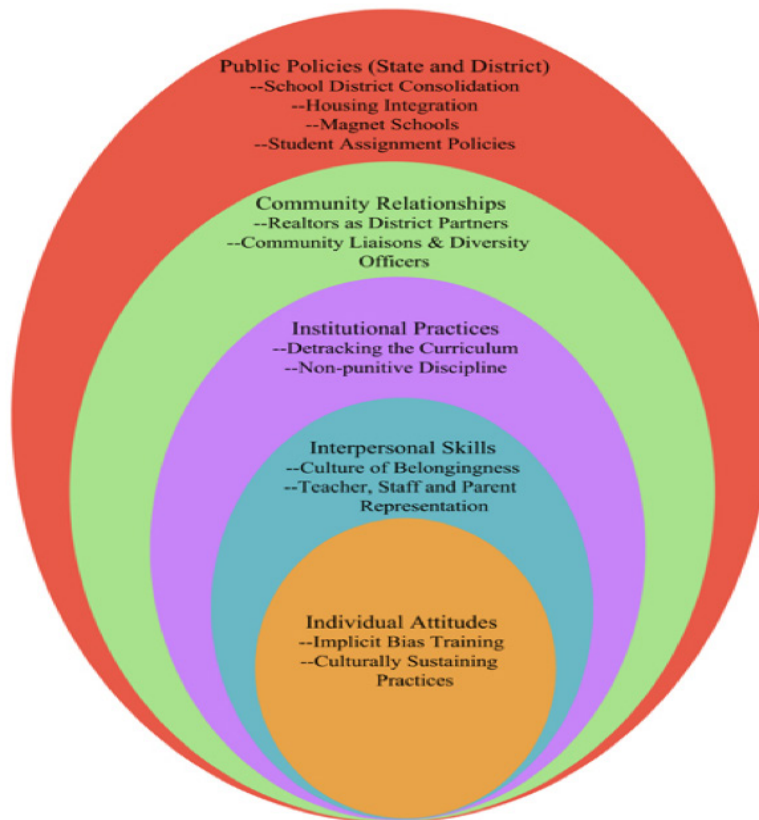 Public Policies (State and District)
--School District Consolidation
--Housing Integration
--Magnet Schools
--Student Assignment Policies
Community Relationships
--Realtors as District Partners
--Community Liaisons & Diversity
Officers
Institutional Practices
--Detracking the Curriculum
--Non-punitive Discipline
Interpersonal Skills
--Culture of Belongingness
--Teacher, Staff and Parent
Representation
Individual Attitudes
--Implicit Bias Training
--Culturally Sustaining
Practices